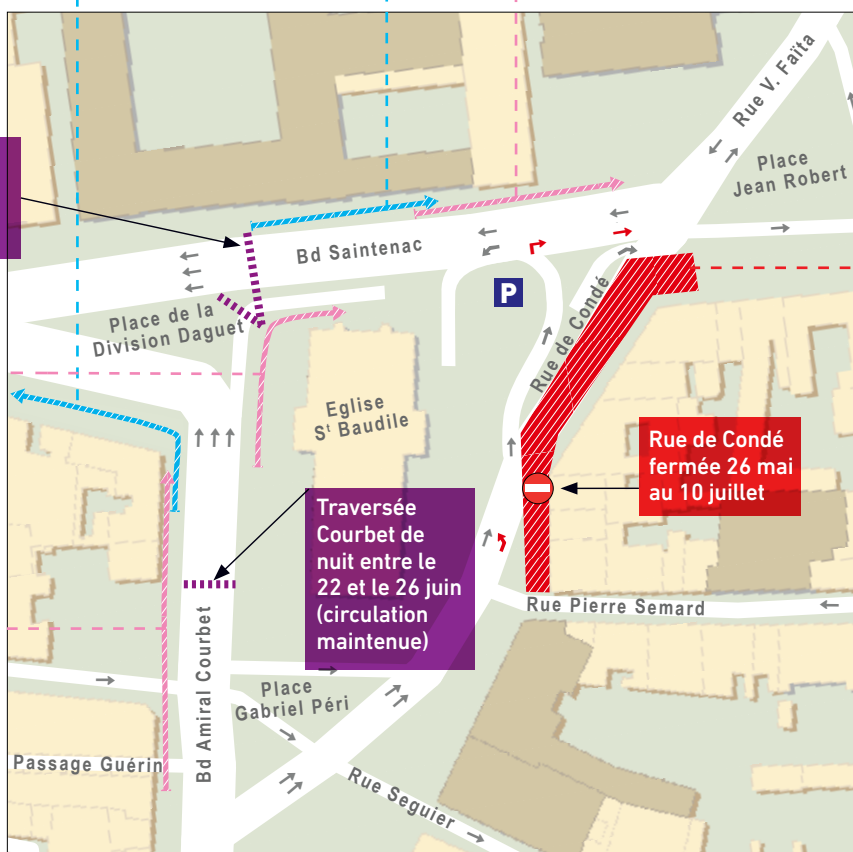 Rue V. Faïta
Place
Jean Robert
Bd Saintenac
P
Place de la
Division Daguet
Rue de Condé
Eglise
St Baudile
Rue de Condé
fermée 26 mai
au 10 juillet
Traversée
Courbet de
nuit entre le
22 et le 26 juin
(circulation
maintenue)
Rue Pierre Semard
Bd Amiral Courbet
Place
Gabriel Péri
Passage Guérin
Rue Seguier